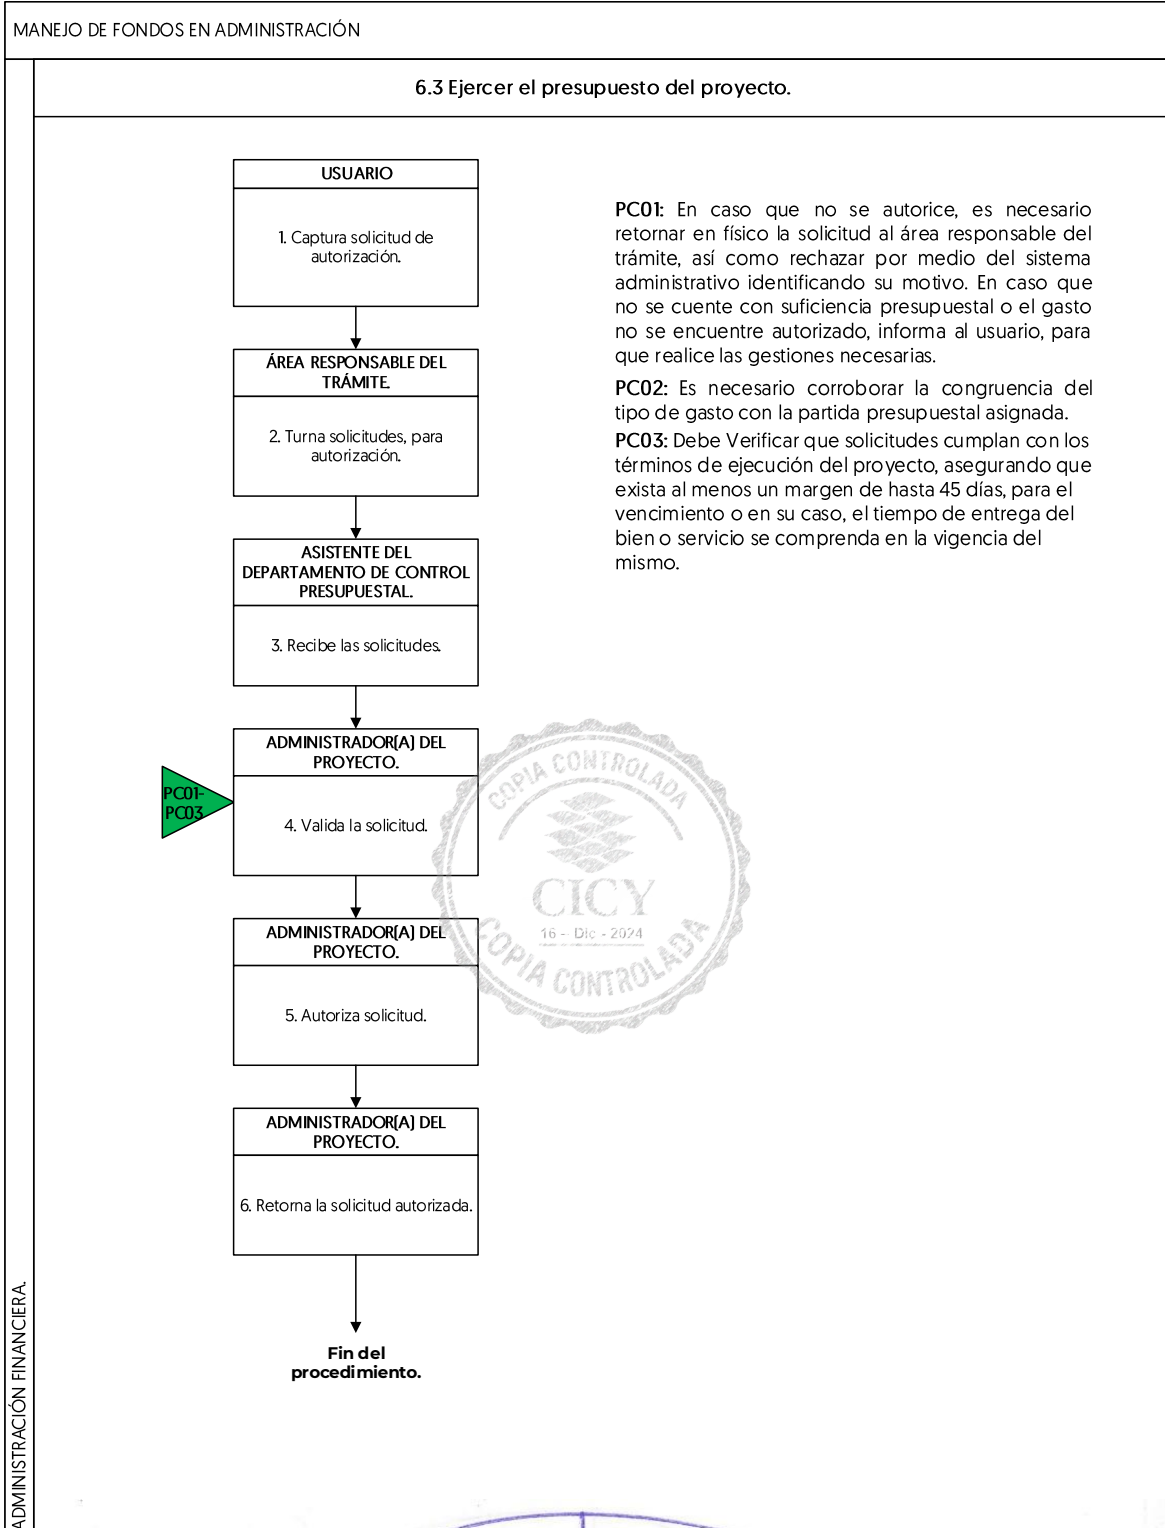 MANEJO DE FONDOS EN ADMINISTRACIÓN
6.3 Ejercer el presupuesto del proyecto.
USUARIO
1. Captura solicitud de
autorización.
ÁREA RESPONSABLE DEL
TRÁMITE.
2. Turna solicitudes, para
autorización.
ASISTENTE DEL
DEPARTAMENTO DE CONTROL
PRESUPUESTAL.
3. Recibe las solicitudes.
ADMINISTRADOR(A) DEL
PROYECTO.
PC01-
PC03
4. Valida la solicitud.
ADMINISTRADOR(A) DEL
PROYECTO.
5. Autoriza solicitud.
ADMINISTRADOR(A) DEL
PROYECTO.
6. Retorna la solicitud autorizada.
Fin del
procedimiento.
PC01: En caso que no se autorice, es necesario
retornar en físico la solicitud al área responsable del
trámite, así como rechazar por medio del sistema
administrativo identificando su motivo. En caso que
no se cuente con suficiencia presupuestal o el gasto
no se encuentre autorizado, informa al usuario, para
que realice las gestiones necesarias.
PC02: Es necesario corroborar la congruencia del
tipo de gasto con la partida presupuestal asignada.
PC03: Debe Verificar que solicitudes cumplan con los
términos de ejecución del proyecto, asegurando que
exista al menos un margen de hasta 45 días, para el
vencimiento o en su caso, el tiempo de entrega del
bien o servicio se comprenda en la vigencia del
mismo.
COPIA CONTROLADA
CICY
16 - Dic - 2024
COPIA CONTROLADA
ADMINISTRACIÓN FINANCIERA.